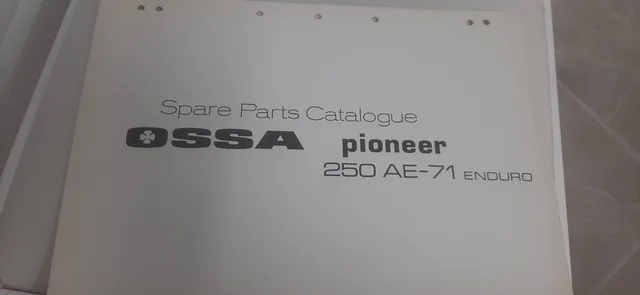 Spare Parts Catalogue
OSSA pioneer
250 AE-71 ENDURO